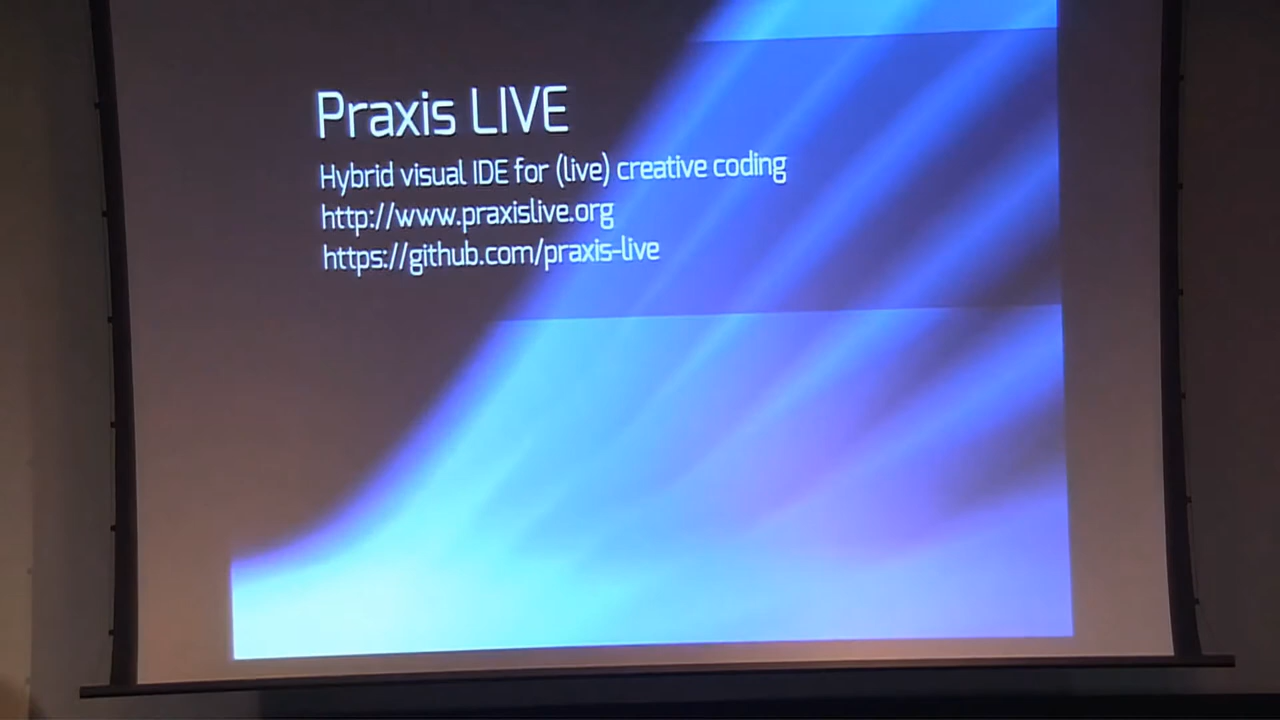 Praxis LIVE
Hybrid visual IDE for (live) creative coding
http://www.praxislive.org
https://github.com/praxis-live